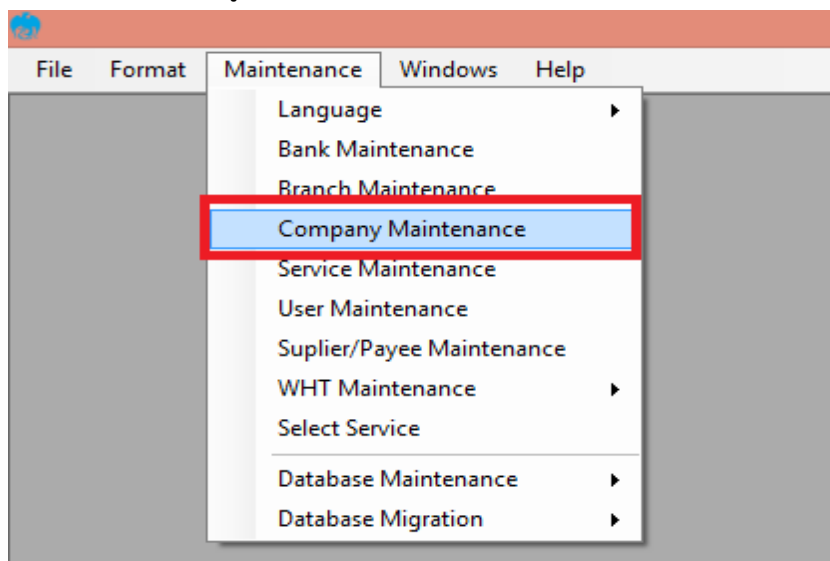 File Format Maintenance Windows Help
Language
Bank Maintenance
Branch Maintenance
Company Maintenance
Service Maintenance
User Maintenance
Suplier/Payee Maintenance
WHT Maintenance
Select Service
Database Maintenance
Database Migration